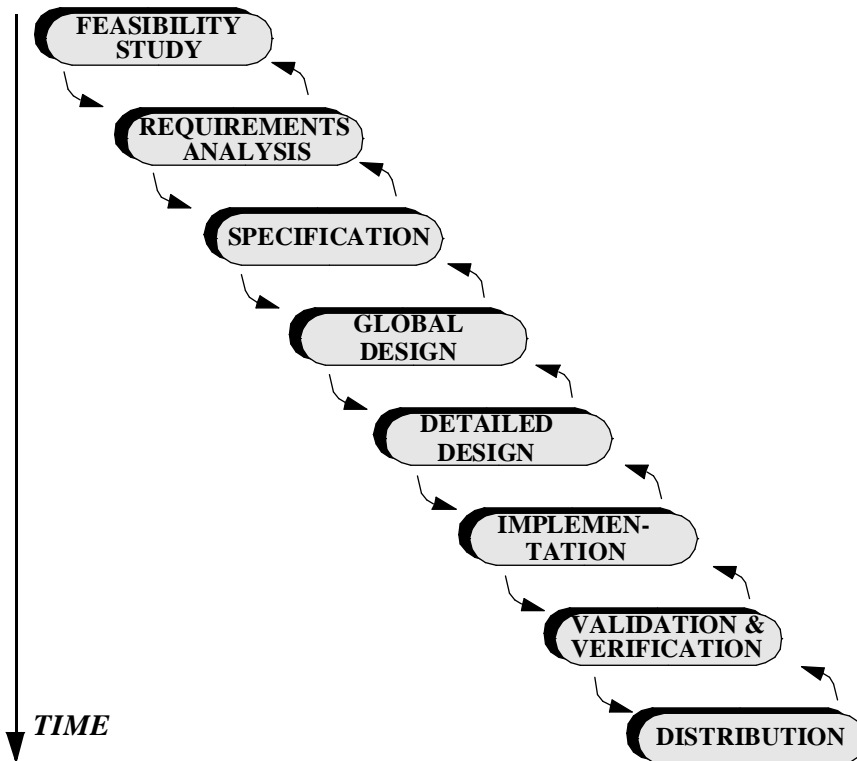 FEASIBILITY
STUDY
REQUIREMENTS
ANALYSIS
SPECIFICATION
GLOBAL
DESIGN
DETAILED
DESIGN
IMPLEMEN-
TATION
VALIDATION &
VERIFICATION
TIME
DISTRIBUTION